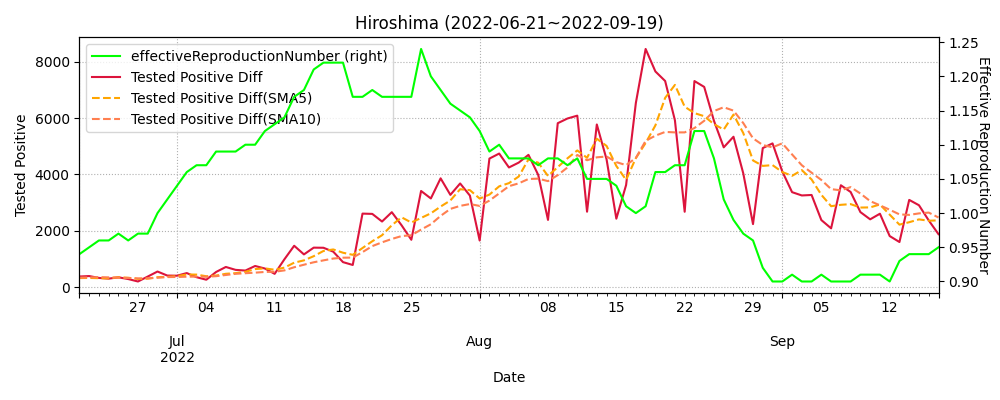 Hiroshima (2022-06-21~2022-09-19)
effectiveReproductionNumber (right)
Tested Positive Diff
Tested Positive Diff(SMA5)
Tested Positive Diff(SMA10)
Tested Positive
8000
6000
4000
2000
0
1.25
1.20
1.15
1.10
1.05
1.00
0.95
0.90
Effective Reproduction Number
27 04 11 18 25 08 15 22 29 05 12
Jul Aug Sep
2022
Date